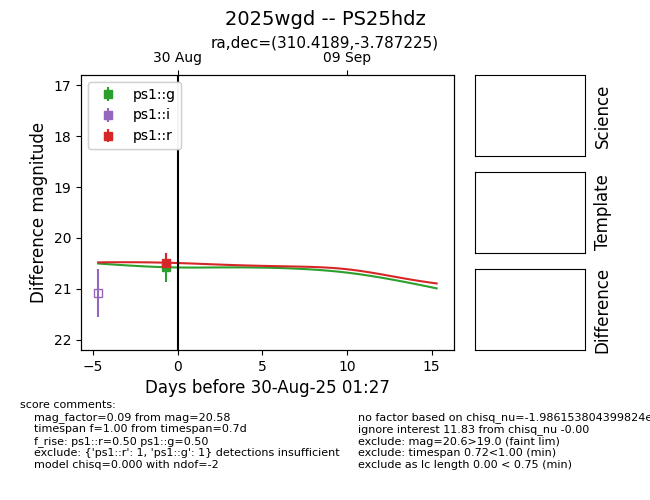 2025wgd -- PS25hdz
ra,dec=(310.4189,-3.787225)
30 Aug
09 Sep
ps1::g
ps1::i
ps1::r
17
18
19
20
21
22
Difference magnitude
−5
0
5
10
15
Days before 30-Aug-25 01:27
Science
Template
Difference
score comments:
mag_factor=0.09 from mag=20.58
timespan f=1.00 from timespan=0.7d
f_rise: ps1::r=0.50 ps1::g=0.50
exclude: {'ps1::r': 1, 'ps1::g': 1} detections insufficient
model chisq=0.000 with ndof=-2
no factor based on chisq_nu=-1.986153804399824e
ignore interest 11.83 from chisq_nu -0.00
exclude: mag=20.6>19.0 (faint lim)
exclude: timespan 0.72<1.00 (min)
exclude as lc length 0.00 < 0.75 (min)